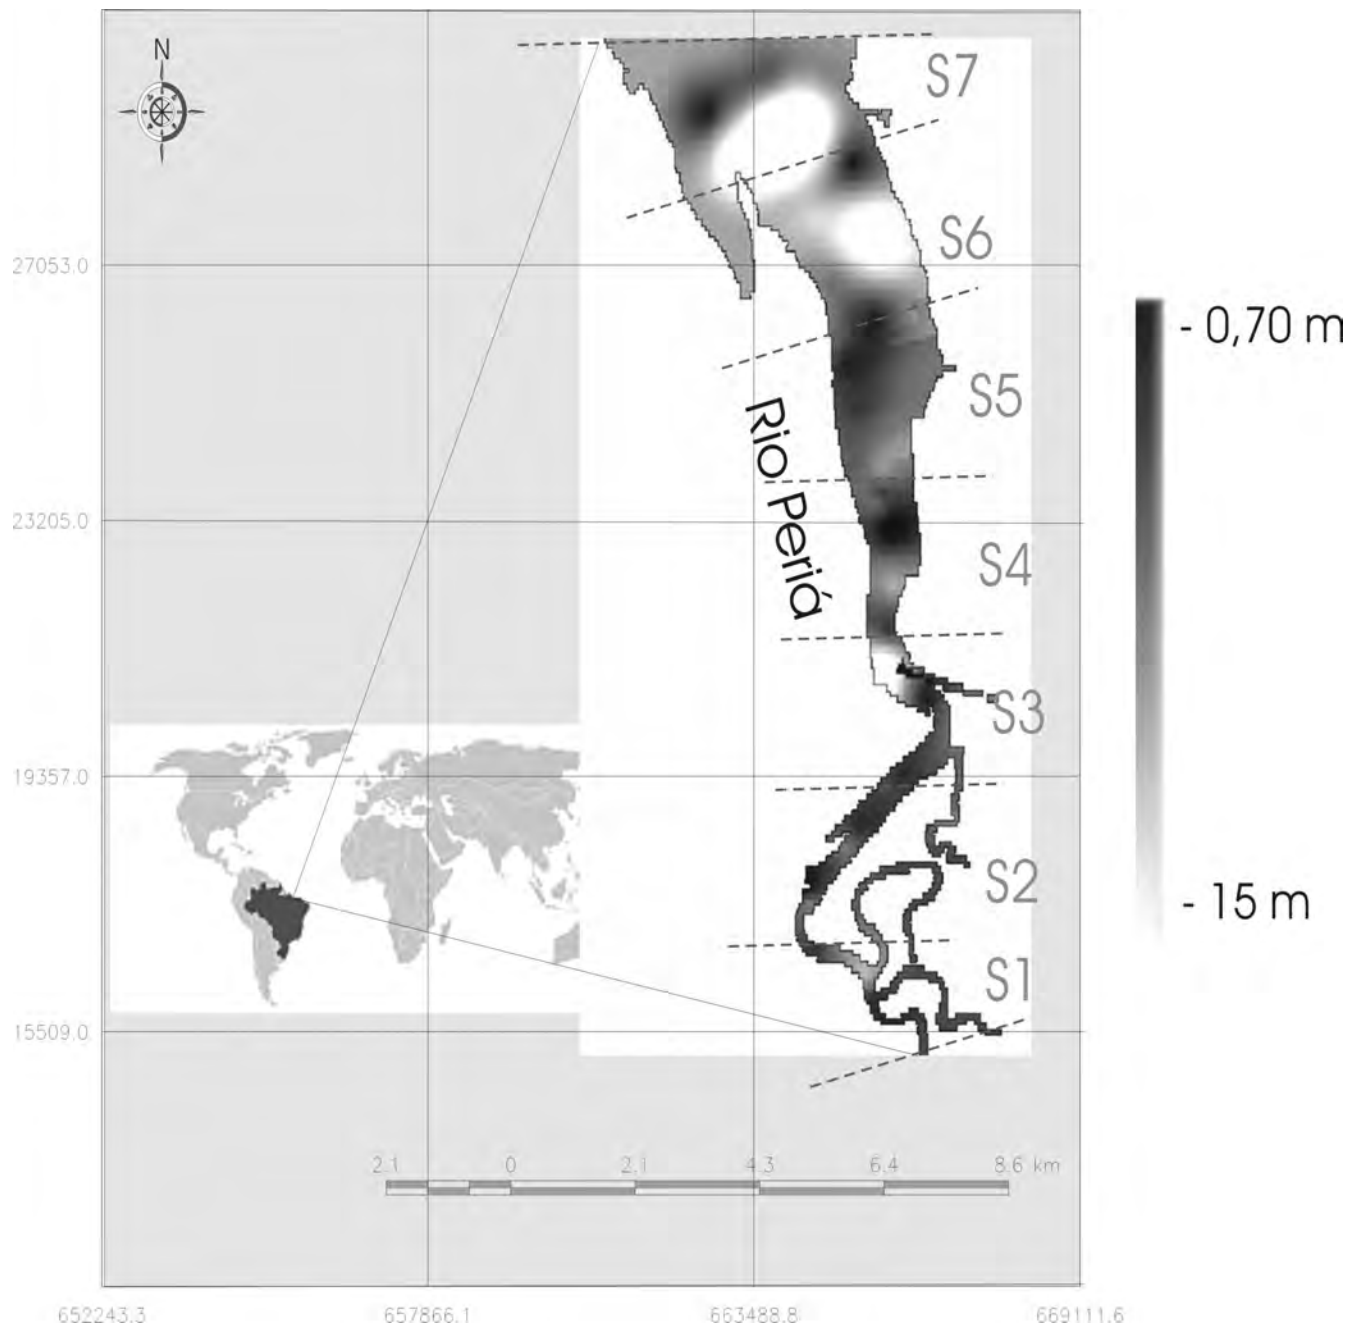 N
S7
S6
27053.0
- 0,70 m
S5
Rio Periá
23205.0
S4
S3
19357.0
S2
- 15 m
S1
15509.0
2.1 0 2.1 4.3 6.4 8.6 km
652243.3 657866.1 663488.8 669111.6